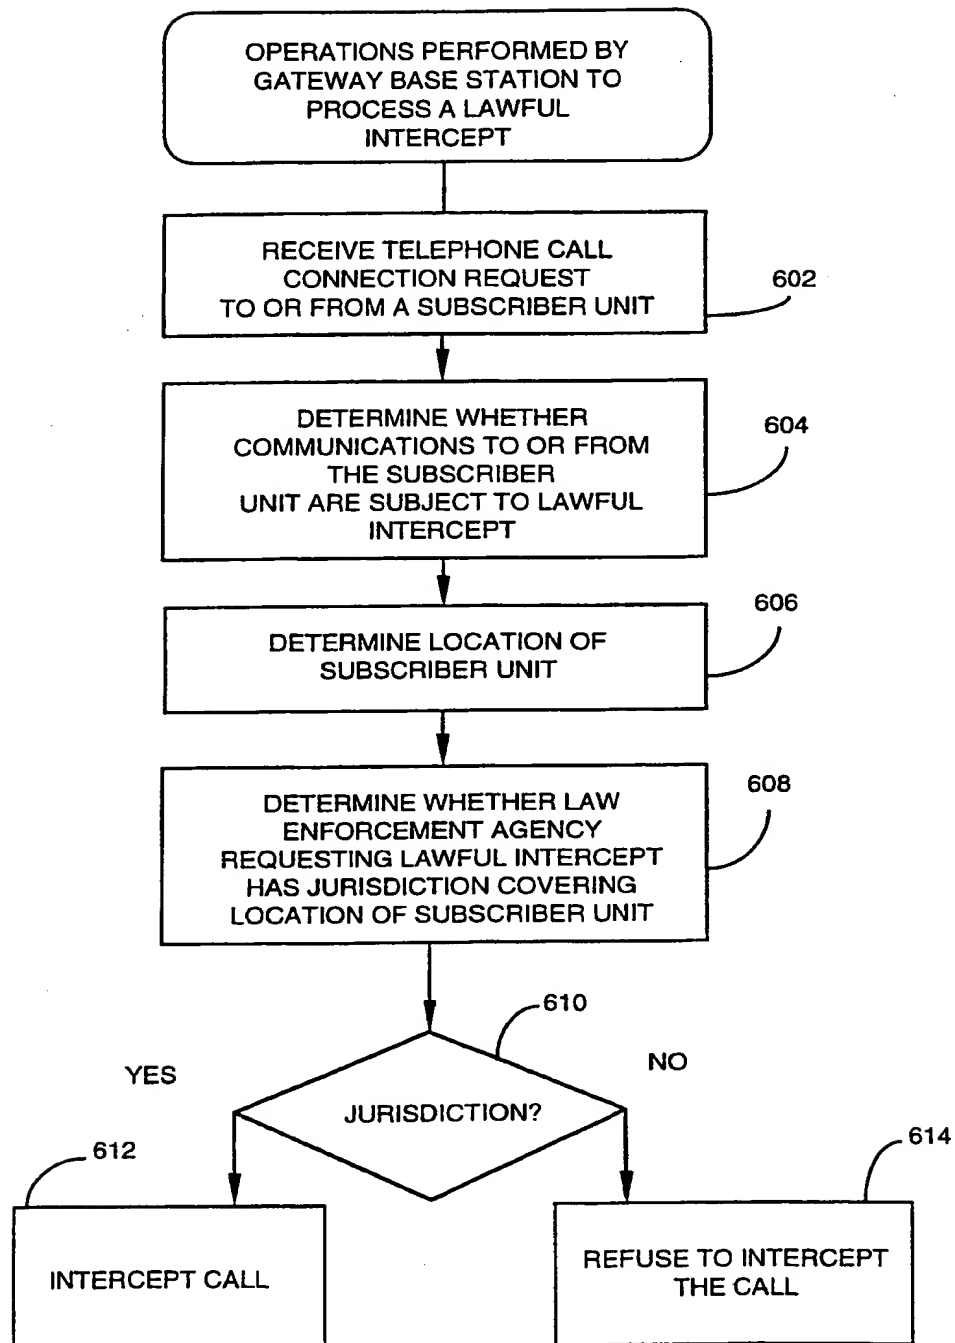 OPERATIONS PERFORMED BY
GATEWAY BASE STATION TO
PROCESS A LAWFUL
INTERCEPT
RECEIVE TELEPHONE CALL
CONNECTION REQUEST
TO OR FROM A SUBSCRIBER UNIT
602
DETERMINE WHETHER
COMMUNICATIONS TO OR FROM
THE SUBSCRIBER
UNIT ARE SUBJECT TO LAWFUL
INTERCEPT
604
DETERMINE LOCATION OF
SUBSCRIBER UNIT
606
DETERMINE WHETHER LAW
ENFORCEMENT AGENCY
REQUESTING LAWFUL INTERCEPT
HAS JURISDICTION COVERING
LOCATION OF SUBSCRIBER UNIT
608
610
YES
NO
JURISDICTION?
612
614
INTERCEPT CALL
REFUSE TO INTERCEPT
THE CALL